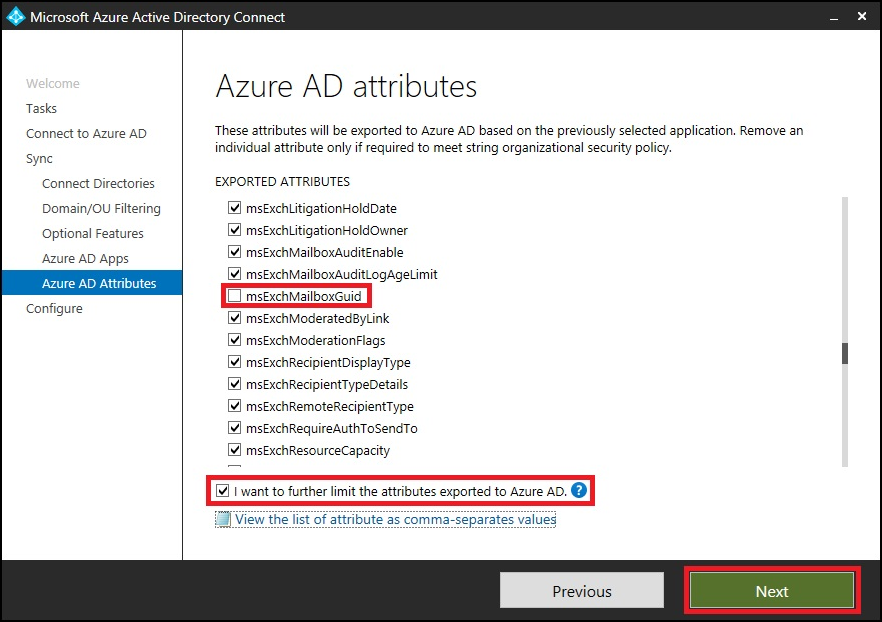 Microsoft Azure Active Directory Connect
Welcome
Tasks
Connect to Azure AD
Sync
Connect Directories
Domain/OU Filtering
Optional Features
Azure AD Apps
Azure AD Attributes
Configure
Azure AD attributes
These attributes will be exported to Azure AD based on the previously selected application. Remove an
individual attribute only if required to meet string organizational security policy.
EXPORTED ATTRIBUTES
msExchLitigationHoldDate
msExchLitigationHoldOwner
msExchMailboxAuditEnable
msExchMailboxAuditLogAgeLimit
msExchMailboxGuid
msExchModeratedByLink
msExchModerationFlags
msExchRecipientDisplayType
msExchRecipientTypeDetails
msExchRemoteRecipientType
msExchRequireAuthToSendTo
msExchResourceCapacity
I want to further limit the attributes exported to Azure AD. ?
View the list of attribute as comma-separates values
Previous
Next